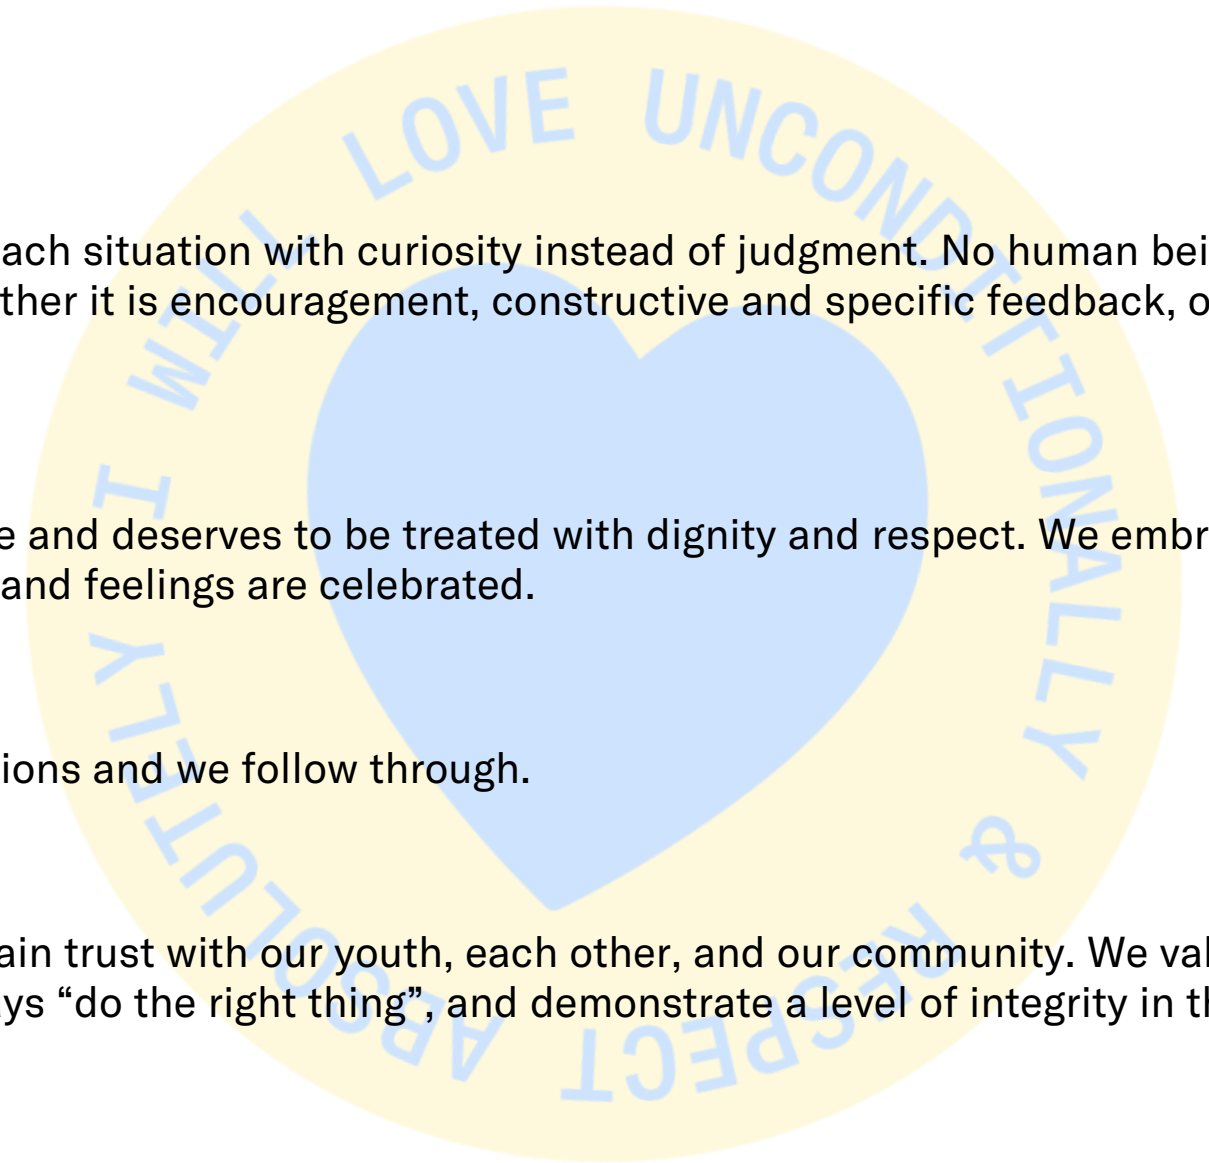 I WILL LOVE UNCONDITIONALLY & RESPECT ABSOLUTELY
ach situation with curiosity instead of judgment. No human bei
ther it is encouragement, constructive and specific feedback, o
e and deserves to be treated with dignity and respect. We embr
and feelings are celebrated.
ions and we follow through.
ain trust with our youth, each other, and our community. We val
ys “do the right thing”, and demonstrate a level of integrity in th